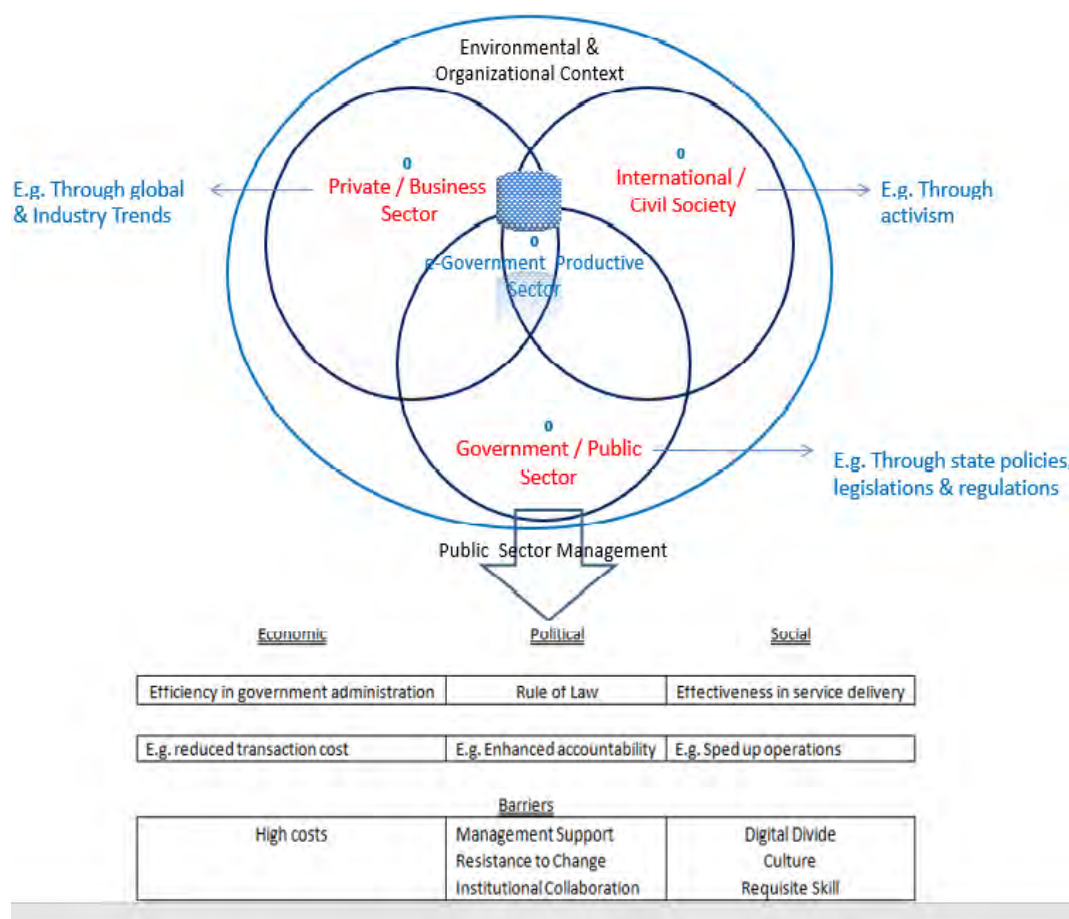 Environmental &
Organizational Context
0
Private / Business
Sector
0
International /
Civil Society
E.g. Through global
& Industry Trends
E.g. Through
activism
0
e-Government Productive
Sector
0
Government / Public
Sector
E.g. Through state policies,
legislations & regulations
Public Sector Management
Economic
Political
Social
Efficiency in government administration
Rule of Law
Effectiveness in service delivery
E.g. reduced transaction cost
E.g. Enhanced accountability
E.g. Sped up operations
Barriers
High costs
Management Support
Digital Divide
Resistance to Change
Culture
Institutional Collaboration
Requisite Skill